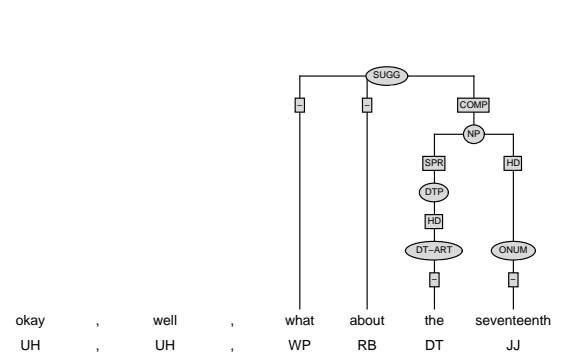 SUGG
– – COMP
NP
SPR HD
DTP
HD
DT–ART ONUM
– –
okay , well , what about the seventeenth
UH , UH , WP RB DT JJ